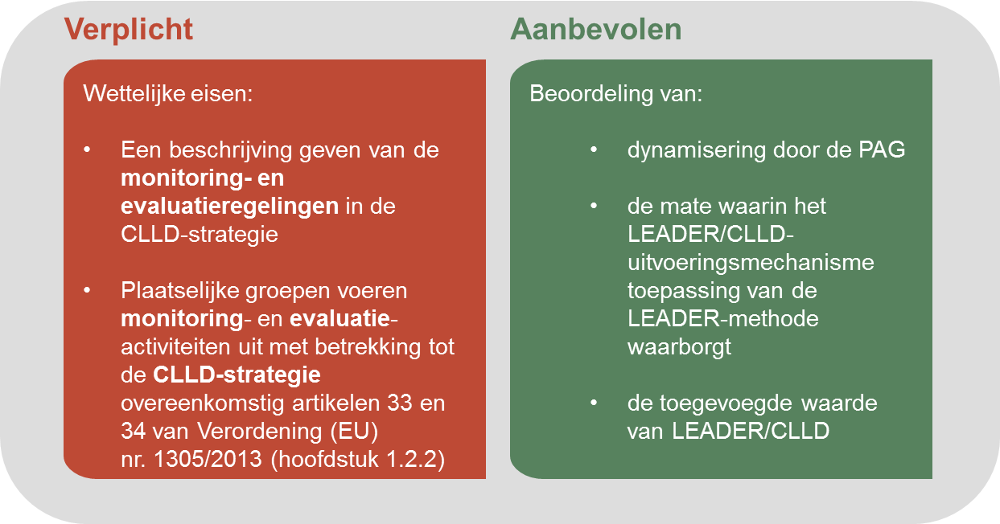 Verplicht
Wettelijke eisen:
• Een beschrijving geven van de
monitoring- en
evaluatieregelingen in de
CLLD-strategie
• Plaatselijke groepen voeren
monitoring- en evaluatie-
activiteiten uit met betrekking tot
de CLLD-strategie
overeenkomstig artikelen 33 en
34 van Verordening (EU)
nr. 1305/2013 (hoofdstuk 1.2.2)
Aanbevolen
Beoordeling van:
• dynamisering door de PAG
• de mate waarin het
LEADER/CLLD-
uitvoeringsmechanisme
toepassing van de
LEADER-methode
waarborgt
• de toegevoegde waarde
van LEADER/CLLD